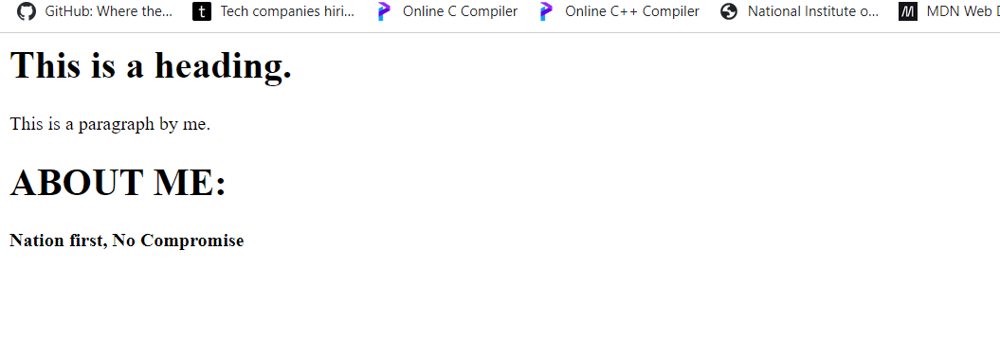 GitHub: Where the... Tech companies hiri... Online C Compiler Online C++ Compiler National Institute o... MDN Web D
This is a heading.
This is a paragraph by me.
ABOUT ME:
Nation first, No Compromise